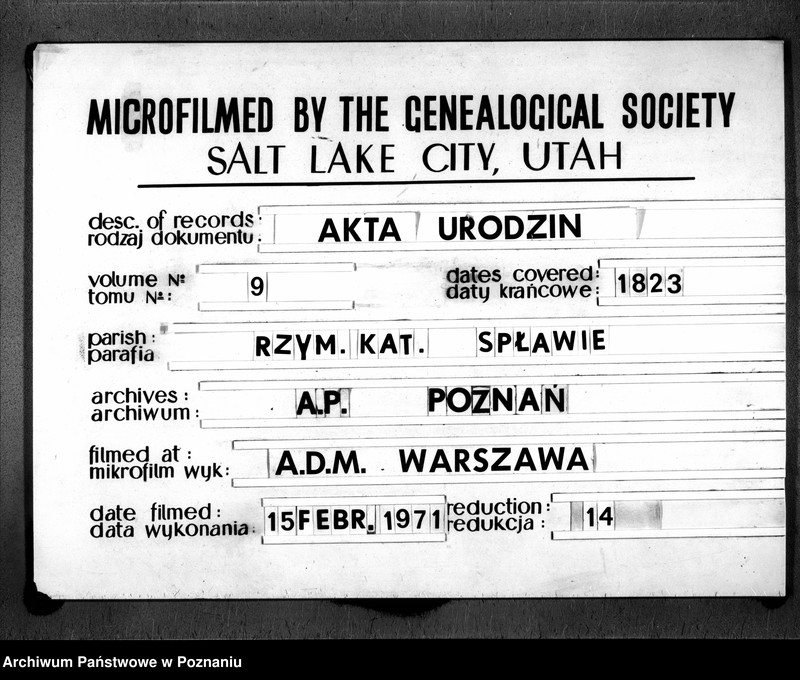 MICROFILMED BY THE GENEALOGICAL SOCIETY
SALT LAKE CITY, UTAH
desc. of records: AKTA URODZIN
rodzaj dokumentu:
volume № 9 dates covered: 1823
tomu №: daty krańcowe:
parish: RZYM. KAT. SPŁAWIE
parafia
archives: A.P. POZNAŃ
archiwum:
filmed at: A.D.M. WARSZAWA
mikrofilm wyk:
date filmed: 15 FEBR. 1971 reduction: 14
data wykonania: redukcja:
Archiwum Państwowe w Poznaniu